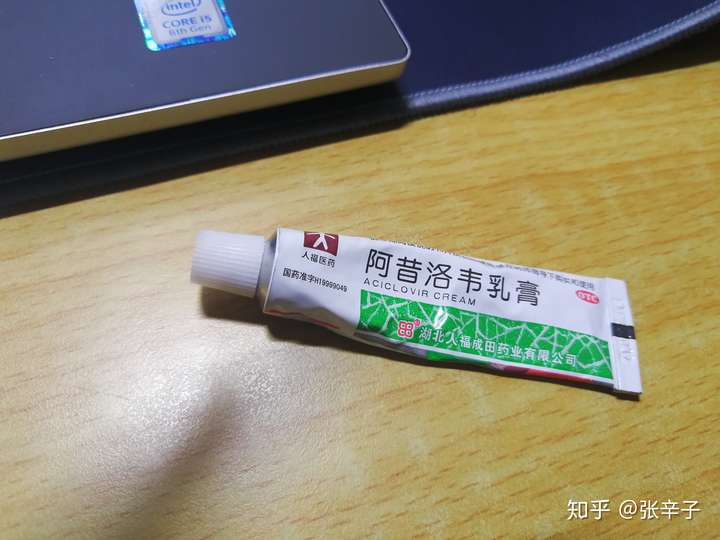 intel
CORE i5
8th Gen
人福医药
国药准字H19999049
阿昔洛韦乳膏
ACICLOVIR CREAM
OTC
田
湖北人福成田药业有限公司
知乎 @张辛子